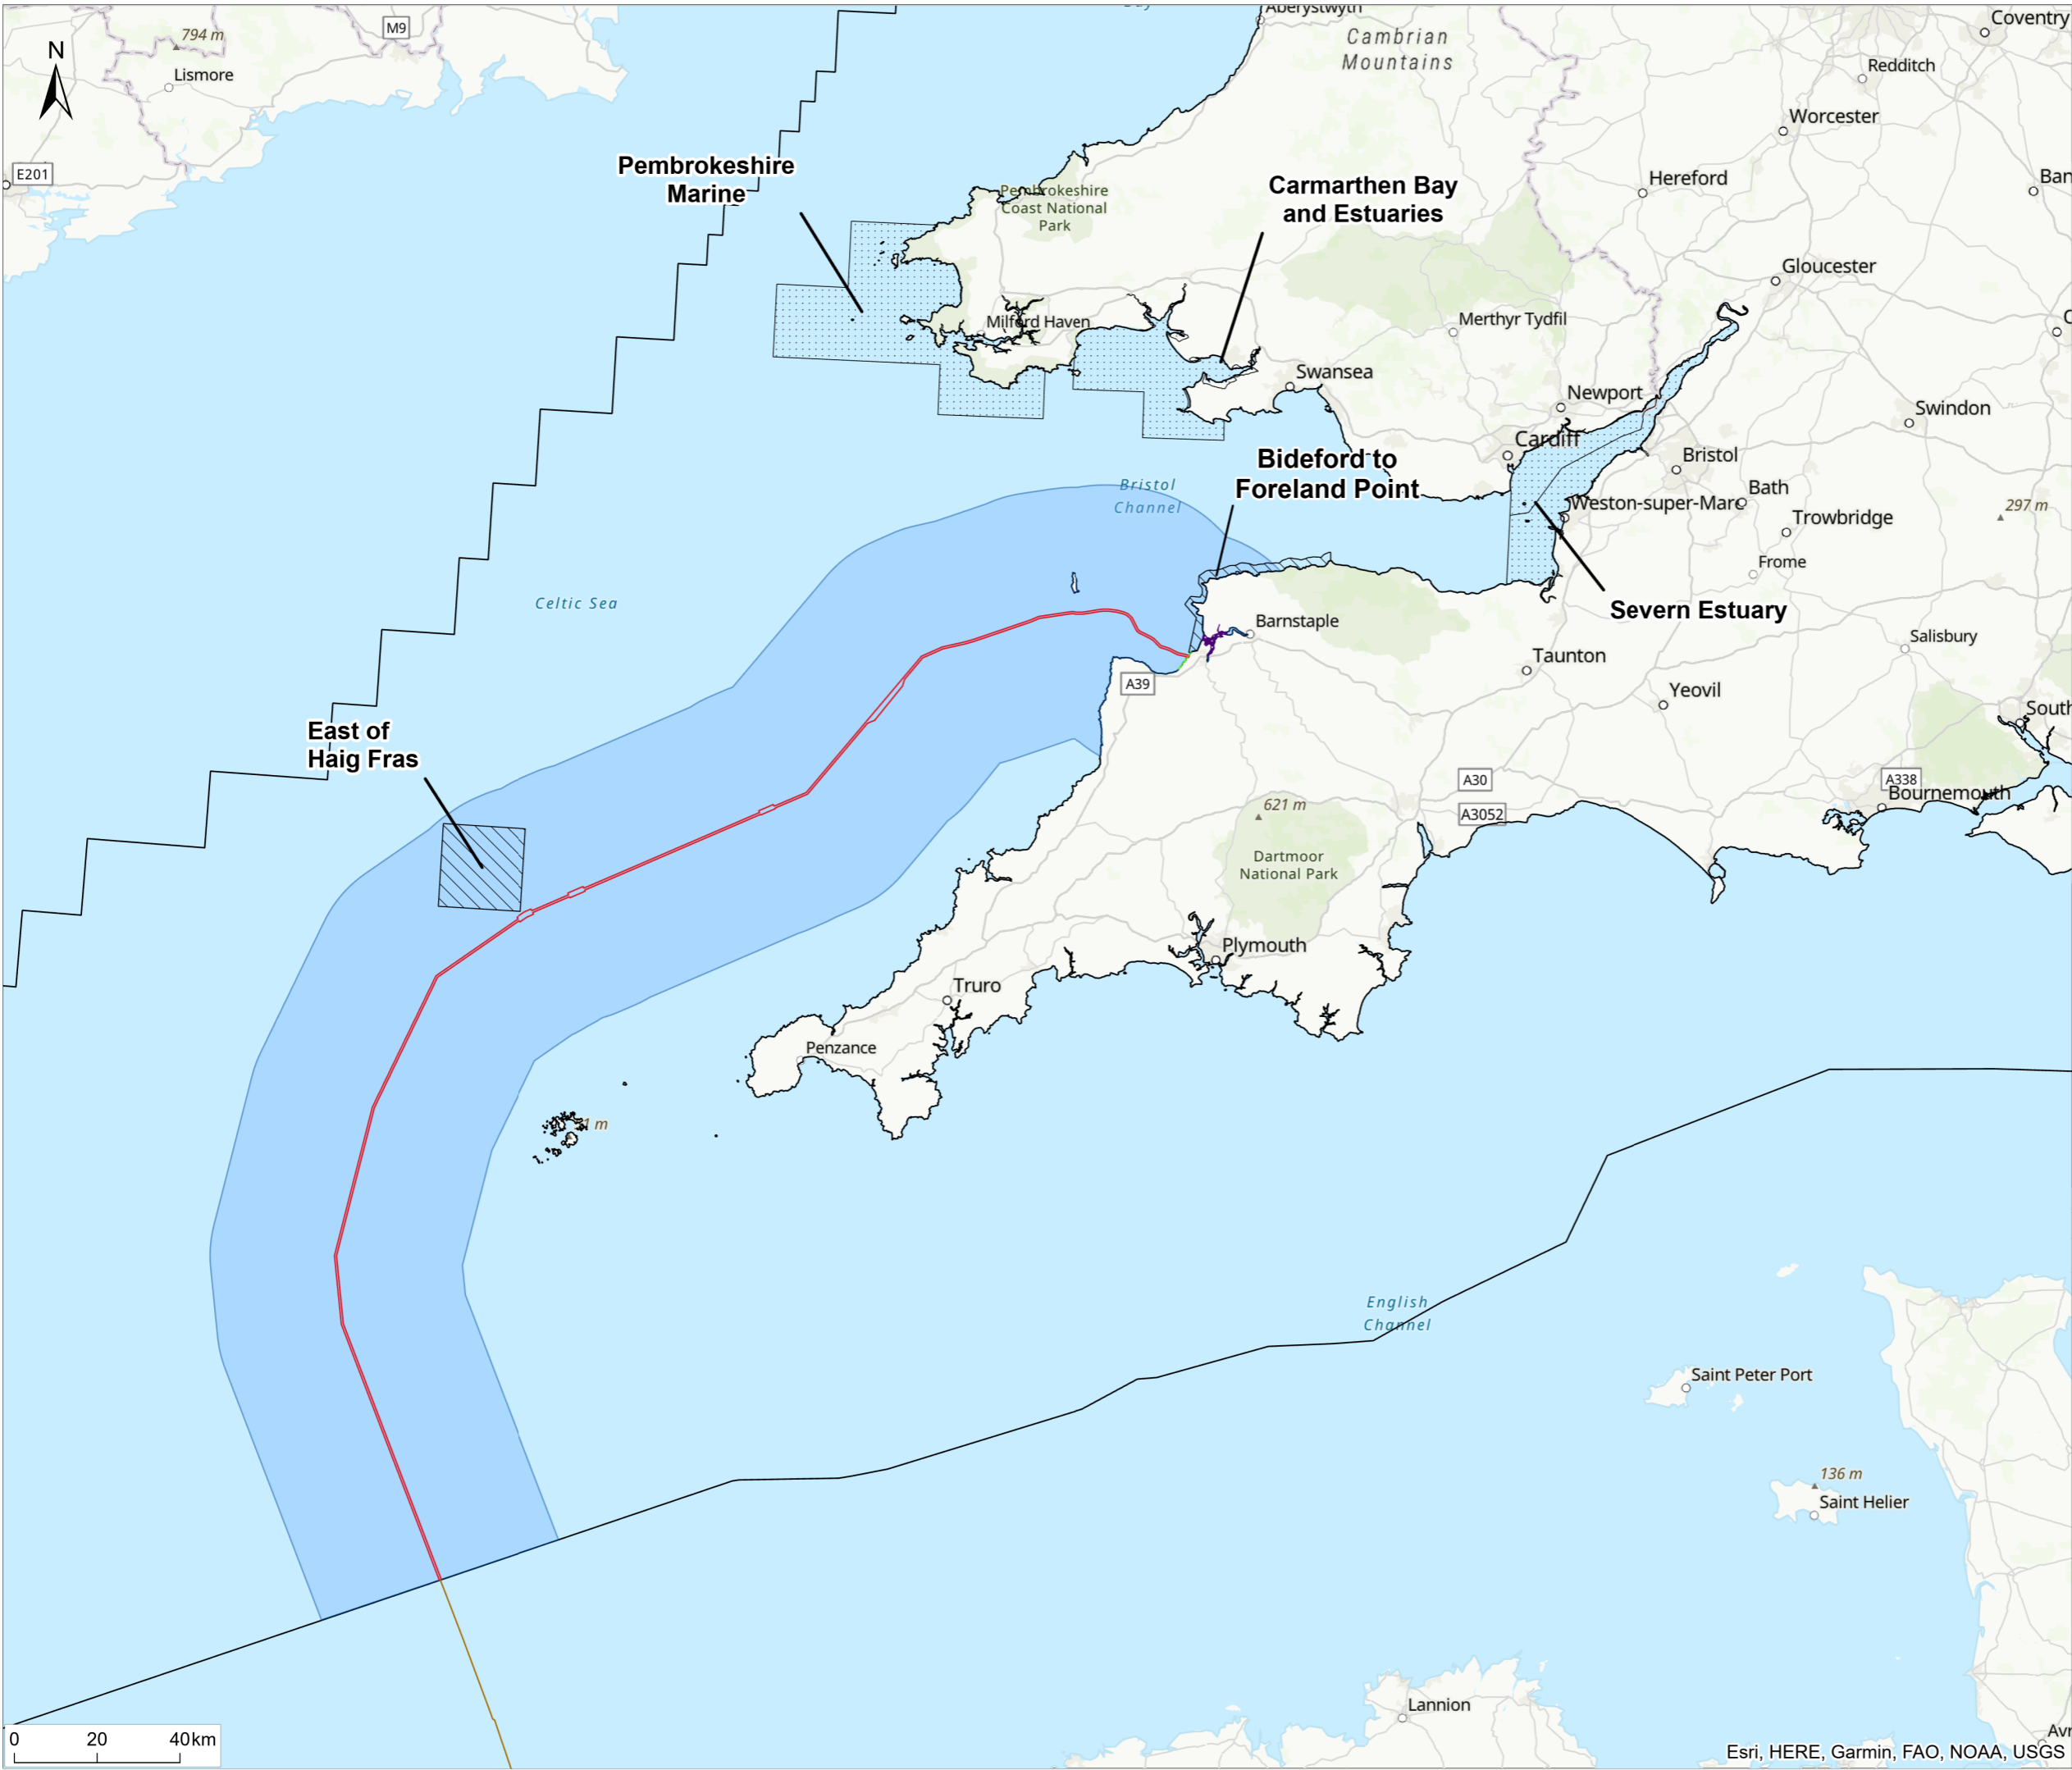 Aberystwyth
Coventry
M9
794 m
Cambrian
Mountains
N
Lismore
Redditch
Worcester
E201
Pembrokeshire
Marine
Pembrokeshire
Coast National
Park
Carmarthen Bay
and Estuaries
Hereford
Ban
Gloucester
Milford Haven
Merthyr Tydfil
Swansea
Newport
Swindon
Cardiff
Bristol
Bideford to
Foreland Point
Bristol
Channel
Bath
Weston-super-Mare
297 m
Trowbridge
Frome
Celtic Sea
Severn Estuary
Barnstaple
Salisbury
Taunton
A39
Yeovil
South
East of
Haig Fras
A30
A338
Bournemouth
621 m
A3052
Dartmoor
National Park
Plymouth
Truro
Penzance
1 m
English
Channel
Saint Peter Port
136 m
Saint Helier
Lannion
Avr
0 20 40km
Esri, HERE, Garmin, FAO, NOAA, USGS